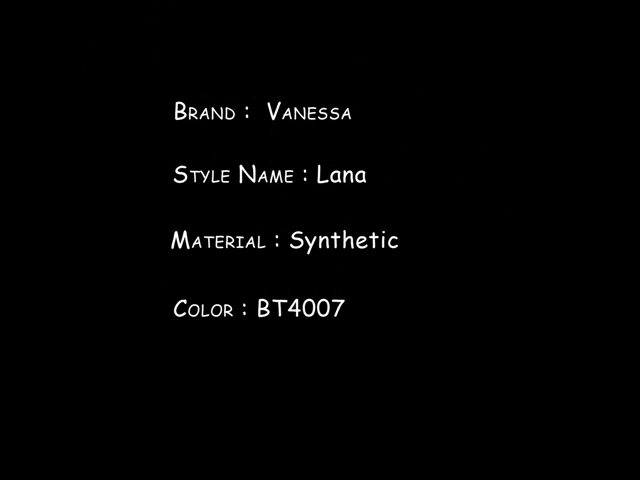 Brand :  Vanessa
Style Name : Lana
Material : Synthetic
Color : BT4007